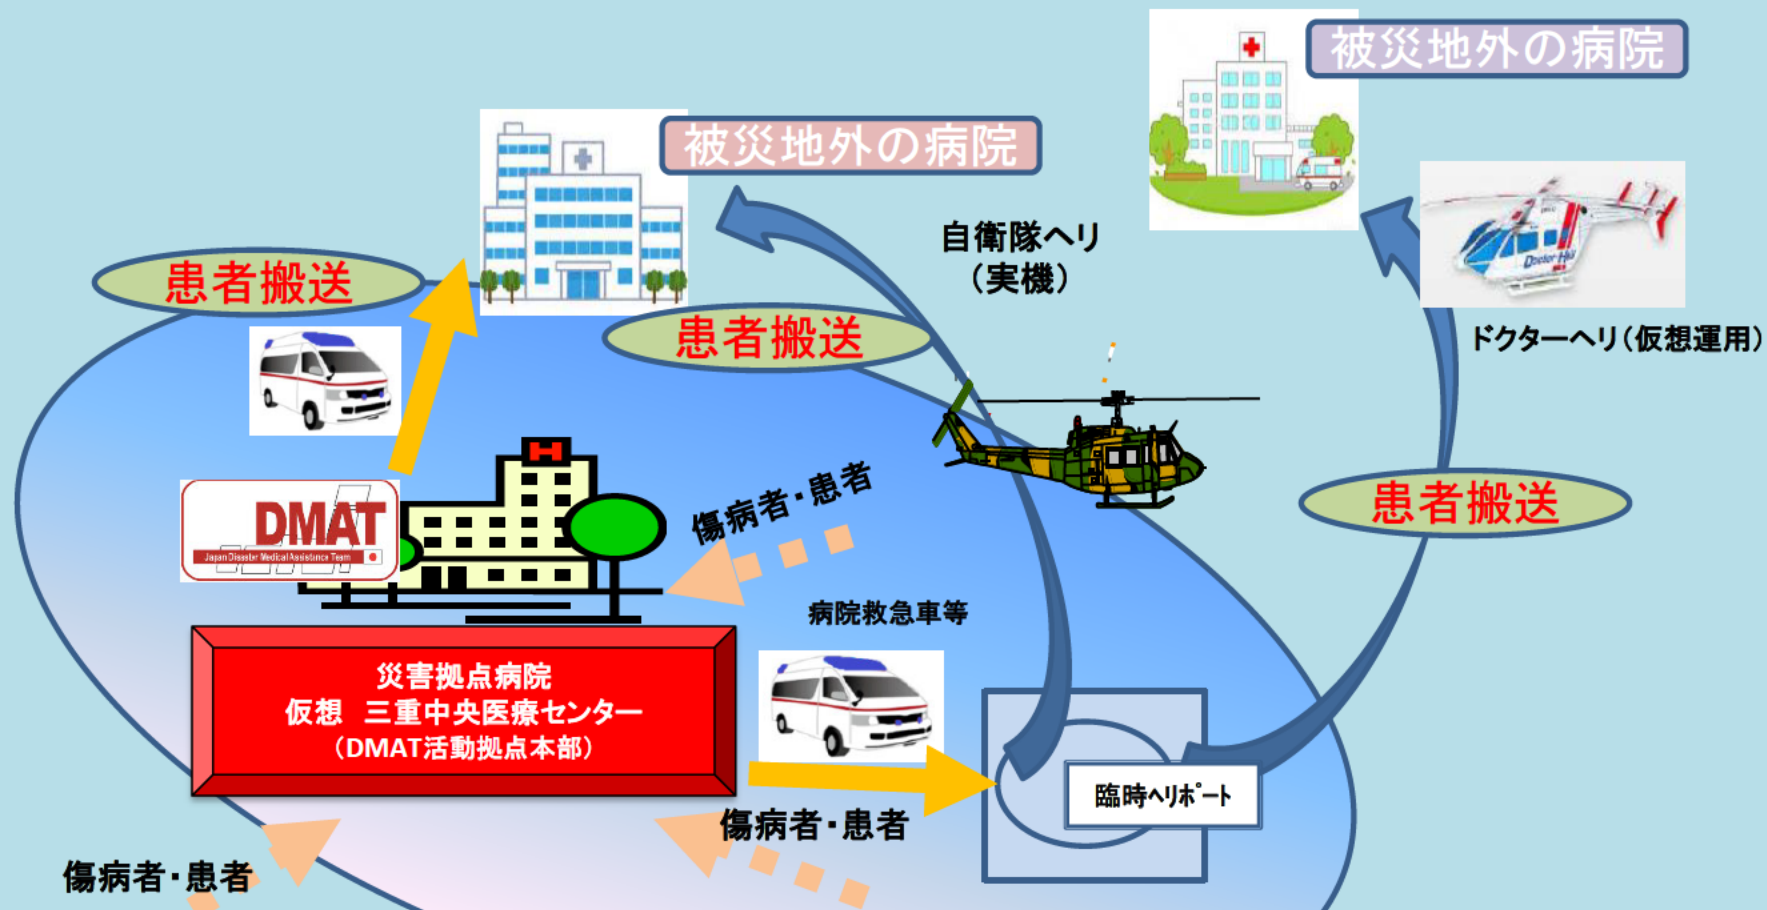 被災地外の病院
被災地外の病院
自衛隊ヘリ
（実機）
患者搬送
患者搬送
Doctor-Heli
ドクターヘリ（仮想運用）
傷病者・患者
患者搬送
DMAT
Japan Disaster Medical Assistance Team
病院救急車等
災害拠点病院
仮想　三重中央医療センター
（DMAT活動拠点本部）
臨時ヘリポート
傷病者・患者
傷病者・患者